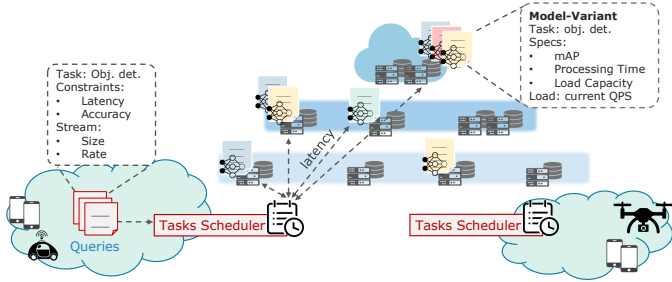 Task: Obj. det.
Constraints:
• Latency
• Accuracy
Stream:
• Size
• Rate
Model-Variant
Task: obj. det.
Specs:
• mAP
• Processing Time
• Load Capacity
Load: current QPS
latency
Queries
Tasks Scheduler
Tasks Scheduler